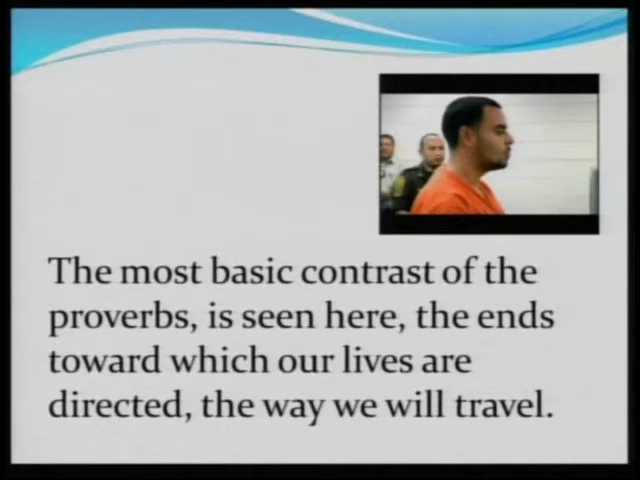 The most basic contrast of the
proverbs, is seen here, the ends
toward which our lives are
directed, the way we will travel.